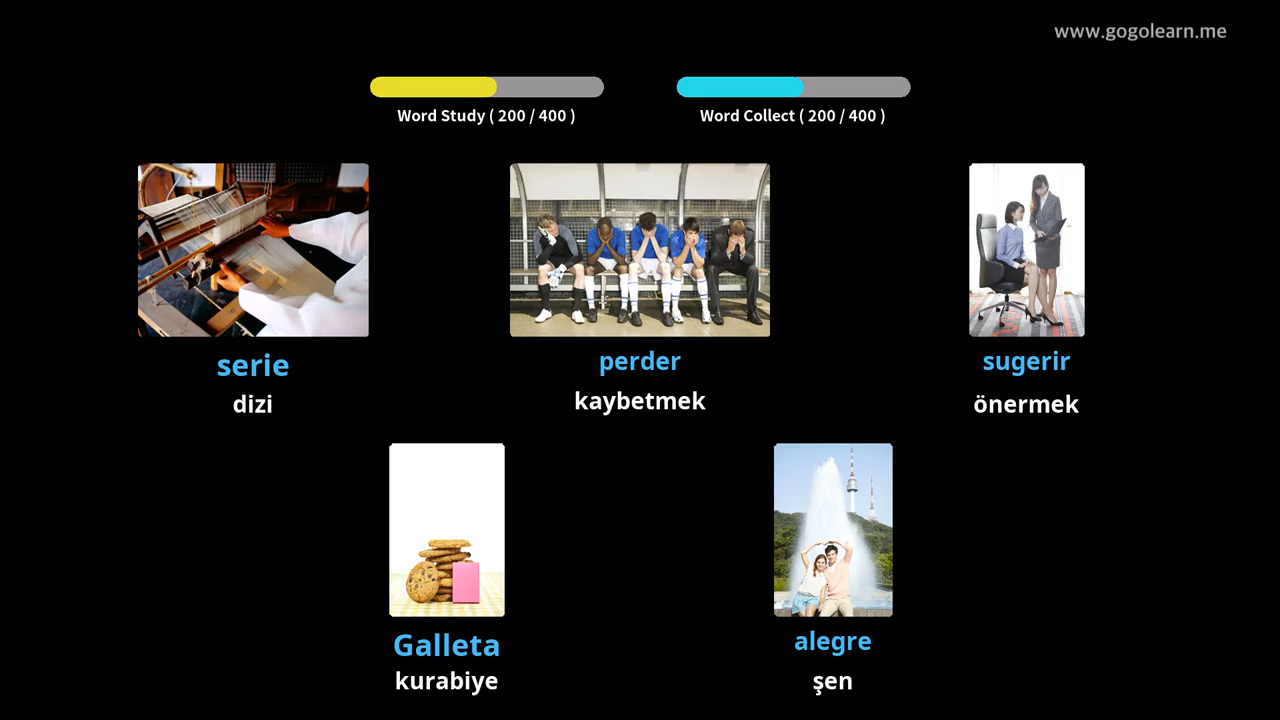 www.gogolearn.me
Word Study ( 200 / 400 )
Word Collect ( 200 / 400 )
serie
dizi
perder
kaybetmek
sugerir
önermek
Galleta
kurabiye
alegre
şen